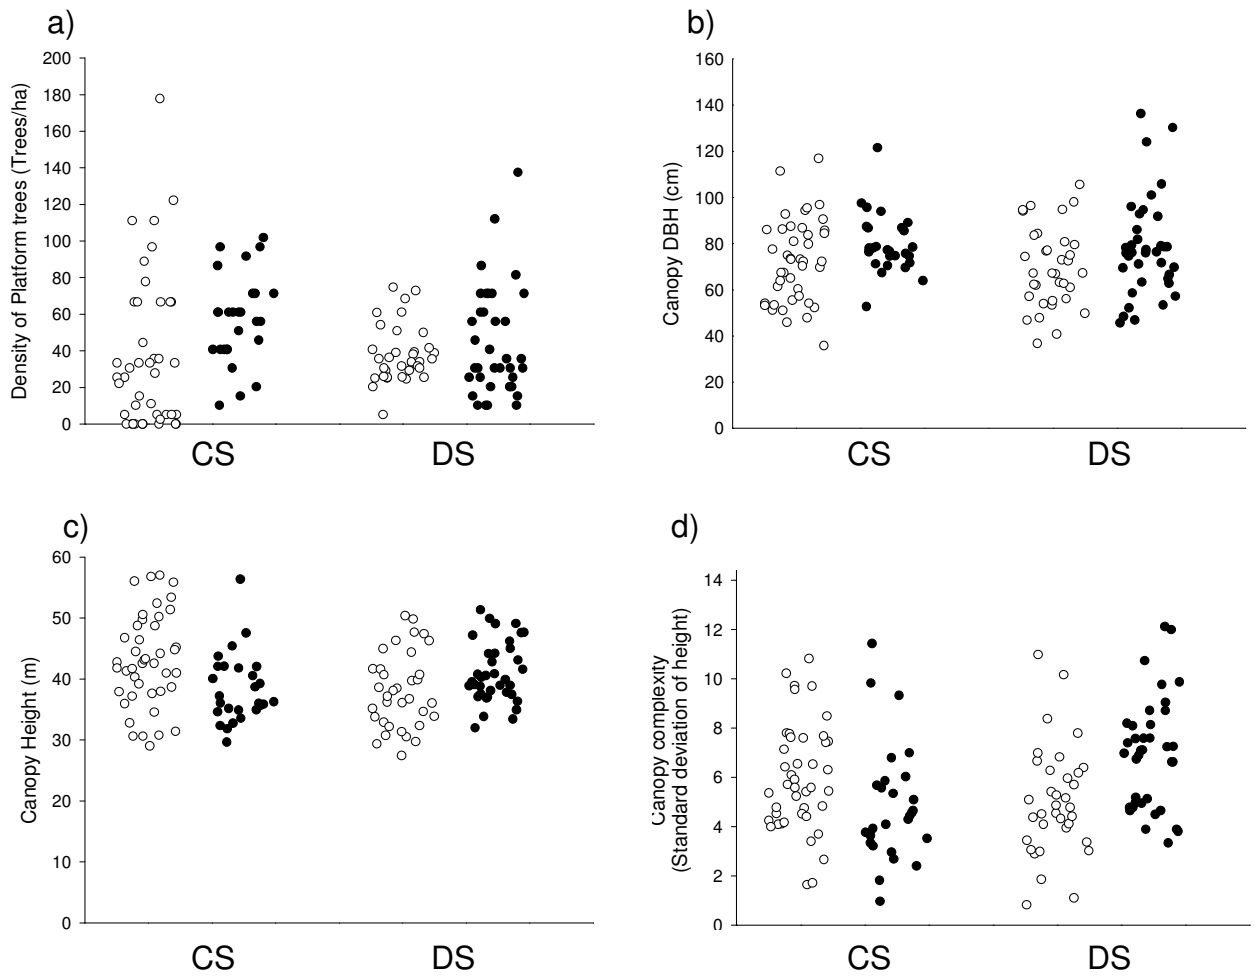 a)
Density of Platform trees (Trees/ha)
200
180
160
140
120
100
80
60
40
20
0
CS DS
b)
Canopy DBH (cm)
160
140
120
100
80
60
40
20
0
CS DS
c)
Canopy Height (m)
60
50
40
30
20
10
0
CS DS
d)
Canopy complexity
(Standard deviation of height)
14
12
10
8
6
4
2
0
CS DS